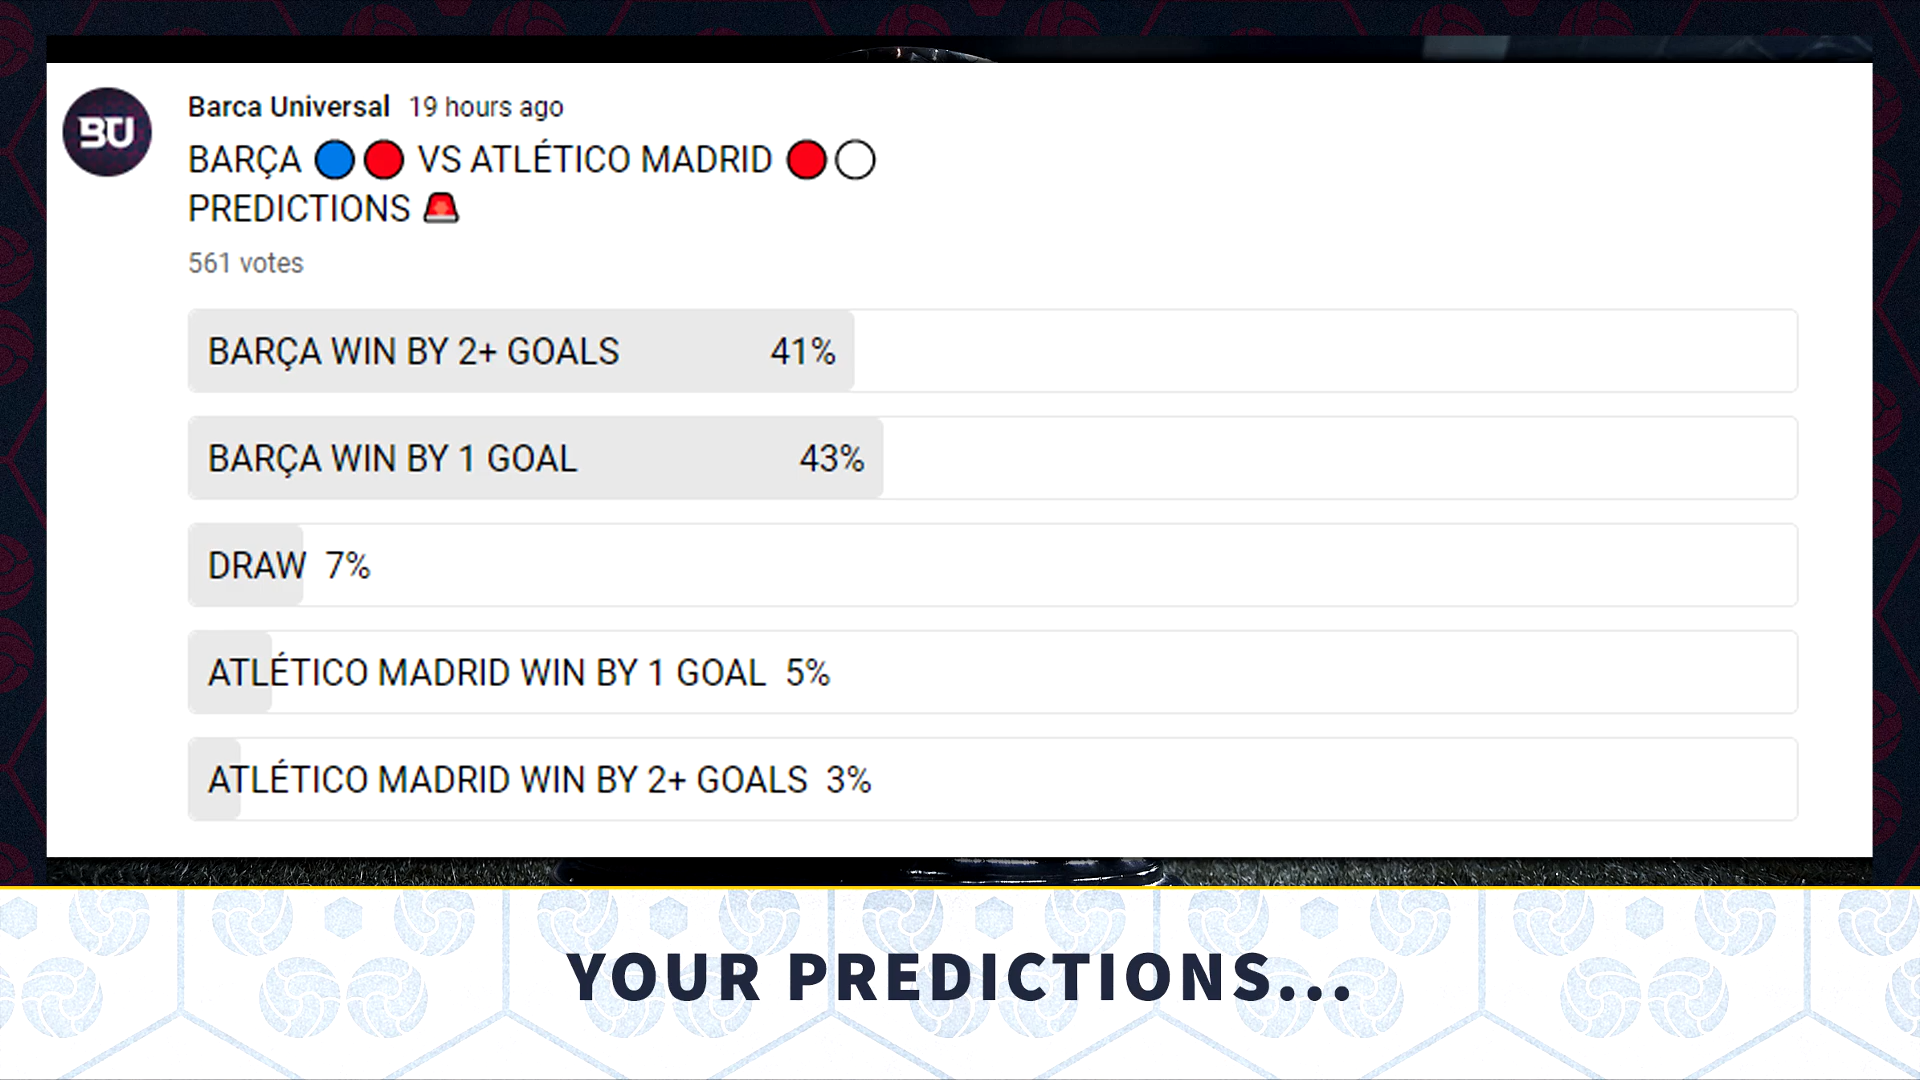 BU
Barca Universal 19 hours ago
BARÇA 🔵🔴 VS ATLÉTICO MADRID 🔴⚪
PREDICTIONS 🚨
561 votes
BARÇA WIN BY 2+ GOALS 41%
BARÇA WIN BY 1 GOAL 43%
DRAW 7%
ATLÉTICO MADRID WIN BY 1 GOAL 5%
ATLÉTICO MADRID WIN BY 2+ GOALS 3%
YOUR PREDICTIONS...